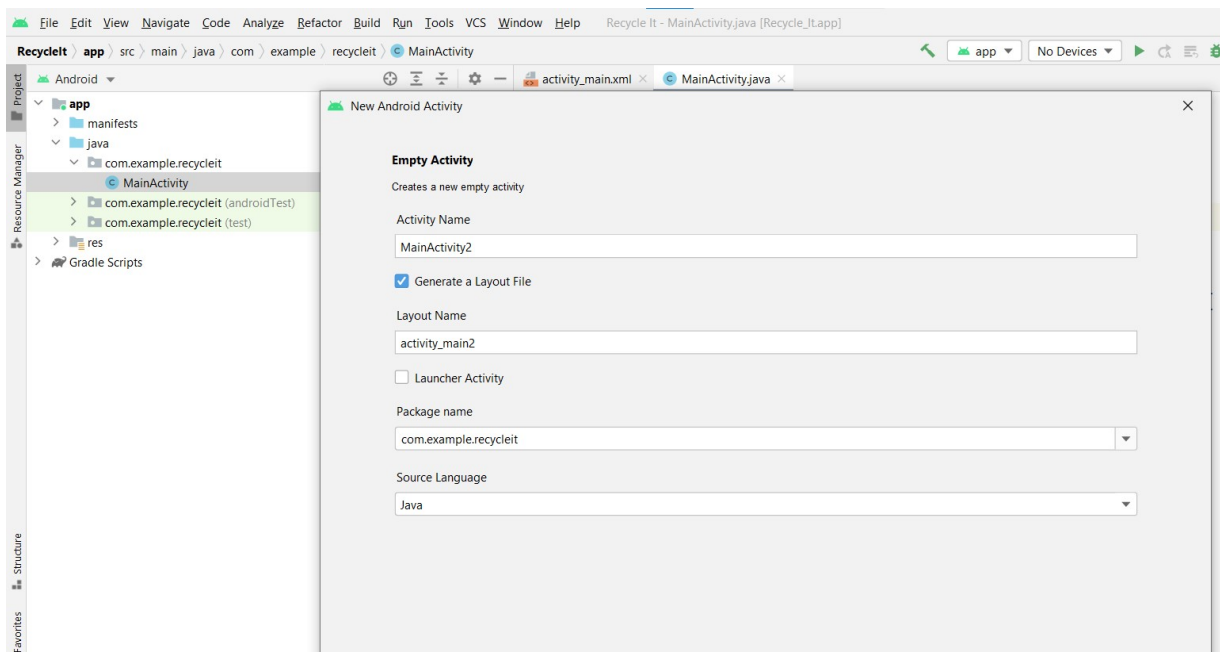 File Edit View Navigate Code Analyze Refactor Build Run Tools VCS Window Help Recycle It - MainActivity.java [Recycle_It.app]
RecycleIt app src main java com example recycleit MainActivity app No Devices
Project
Android activity_main.xml MainActivity.java
app
manifests
java
com.example.recycleit
MainActivity
com.example.recycleit (androidTest)
com.example.recycleit (test)
res
Gradle Scripts
Resource Manager
Structure
Favorites
New Android Activity
Empty Activity
Creates a new empty activity
Activity Name
MainActivity2
Generate a Layout File
Layout Name
activity_main2
Launcher Activity
Package name
com.example.recycleit
Source Language
Java